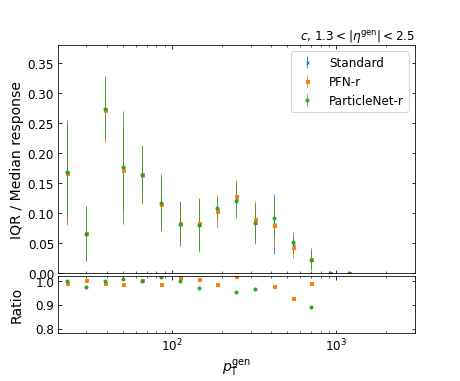 c, 1.3 < |η^gen| < 2.5
Standard
PFN-r
ParticleNet-r
IQR / Median response
0.35
0.30
0.25
0.20
0.15
0.10
0.05
0.00
Ratio
1.0
0.9
0.8
10^2
10^3
p_T^gen